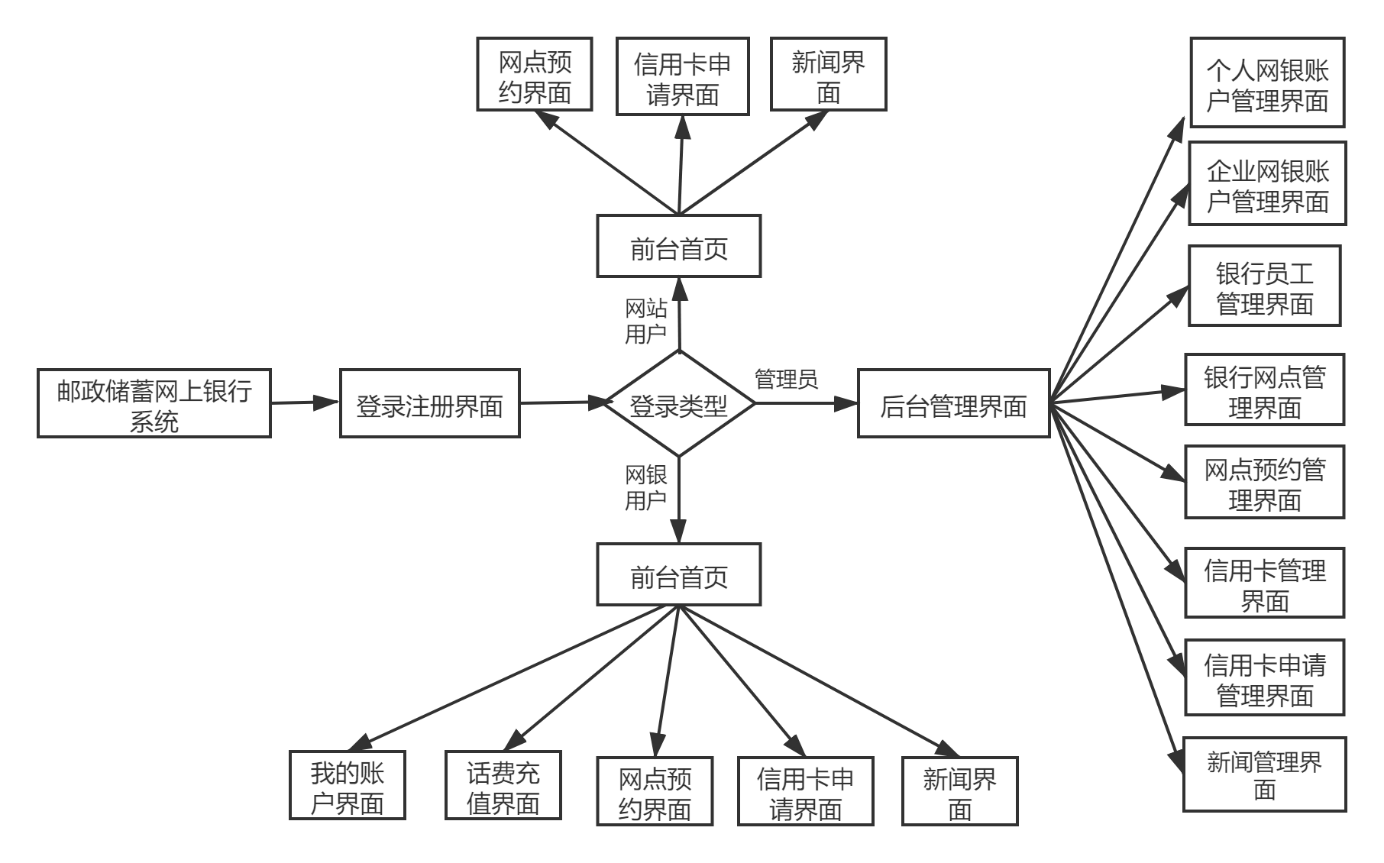 网点预
约界面
信用卡申
请界面
新闻界
面
个人网银账
户管理界面
企业网银账
户管理界面
前台首页
银行员工
管理界面
网站
用户
邮政储蓄网上银行
系统
登录注册界面
登录类型
管理员
后台管理界面
银行网点管
理界面
网点预约管
理界面
网银
用户
前台首页
信用卡管理
界面
信用卡申请
管理界面
新闻管理界
面
我的账
户界面
话费充
值界面
网点预
约界面
信用卡申
请界面
新闻界
面